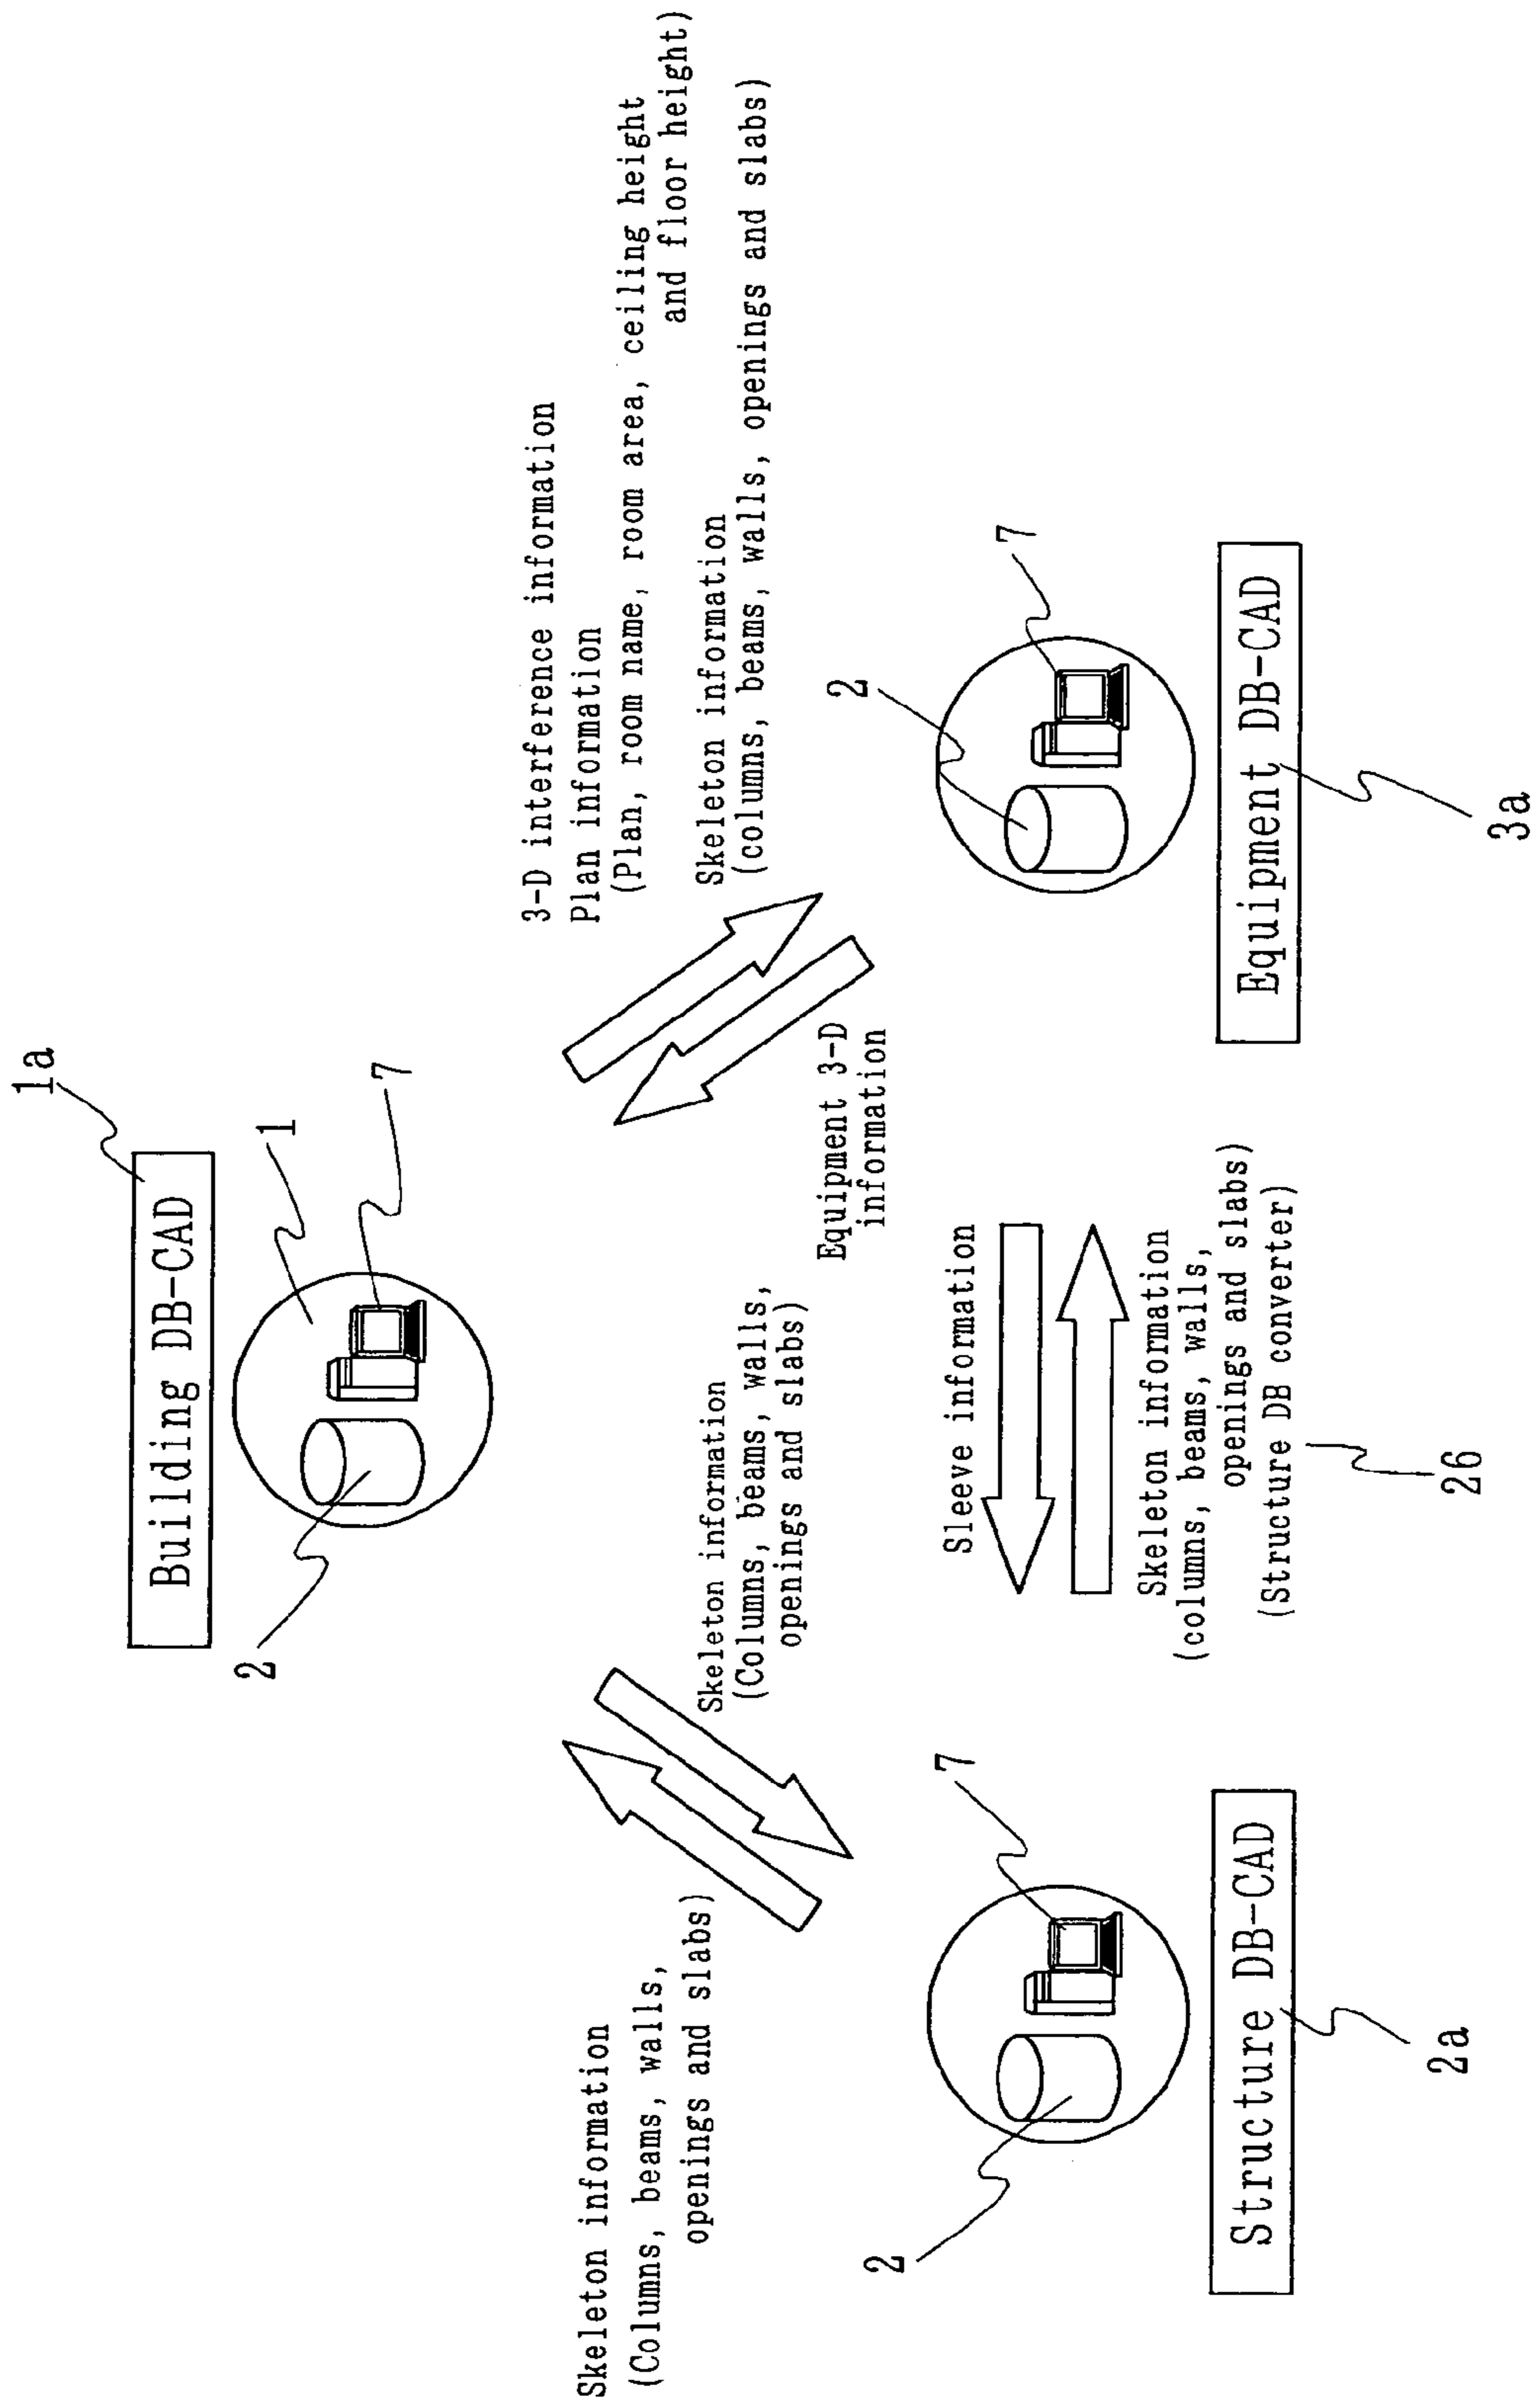 1a
Building DB-CAD
1
7
2
3-D interference information
Plan information
(Plan, room name, room area, ceiling height
and floor height)
Skeleton information
(columns, beams, walls, openings and slabs)
Skeleton information
(Columns, beams, walls,
openings and slabs)
Skeleton information
(Columns, beams, walls,
openings and slabs)
Equipment 3-D
information
2
7
Structure DB-CAD
2a
Sleeve information
Skeleton information
(columns, beams, walls,
openings and slabs)
(Structure DB converter)
26
2
7
Equipment DB-CAD
3a